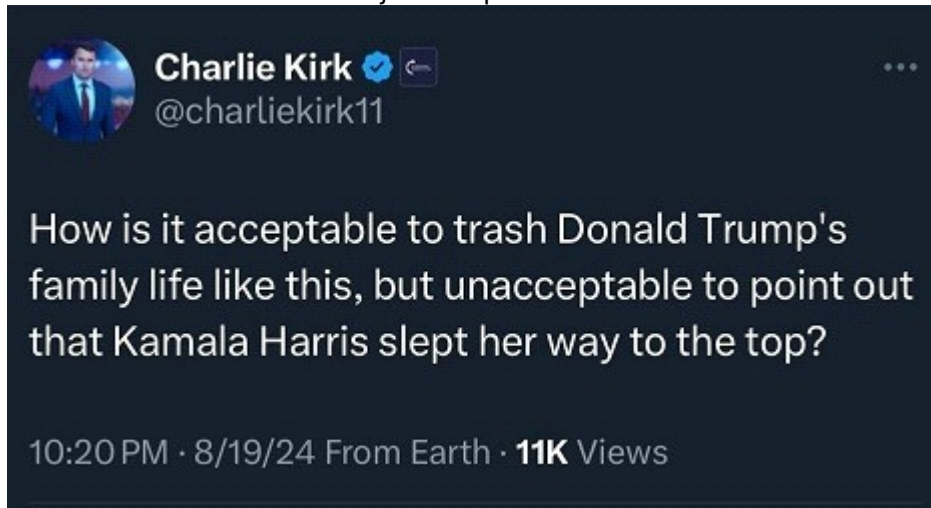 Charlie Kirk
@charliekirk11
How is it acceptable to trash Donald Trump's
family life like this, but unacceptable to point out
that Kamala Harris slept her way to the top?
10:20 PM · 8/19/24 From Earth · 11K Views